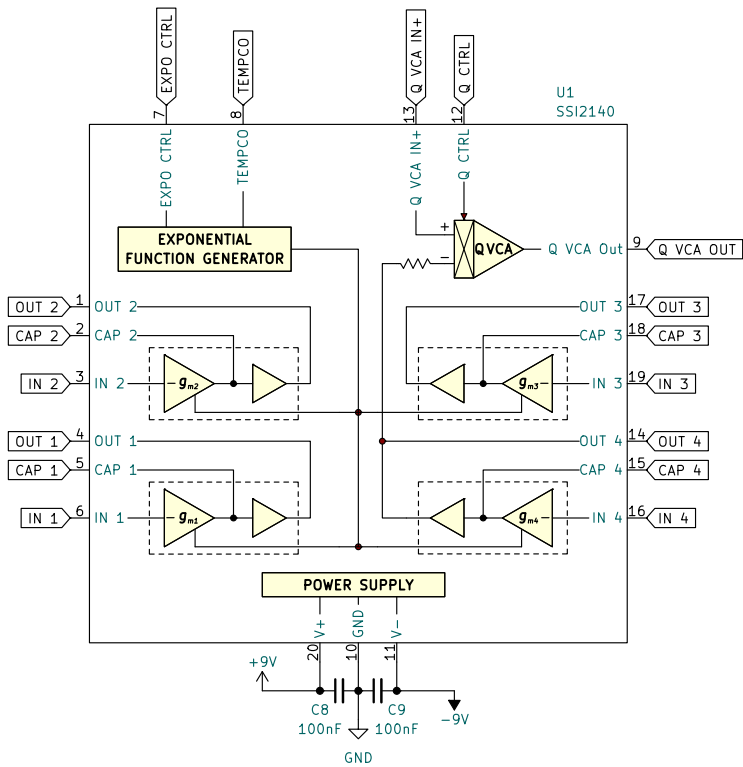 EXPO CTRL
TEMPCO
Q VCA IN+
Q CTRL
7
8
13
12
U1
SSI2140
EXPO CTRL
TEMPCO
Q VCA IN+
Q CTRL
EXPONENTIAL
FUNCTION GENERATOR
+
−
QVCA
Q VCA Out
9
Q VCA OUT
OUT 2
1
OUT 2
CAP 2
2
CAP 2
IN 2
3
IN 2
− gm2
OUT 3
17
OUT 3
CAP 3
18
CAP 3
gm3 −
IN 3
19
IN 3
OUT 1
4
OUT 1
CAP 1
5
CAP 1
IN 1
6
IN 1
− gm1
OUT 4
14
OUT 4
CAP 4
15
CAP 4
gm4 −
IN 4
16
IN 4
POWER SUPPLY
V+
GND
V−
20
10
11
+9V
C8
100nF
C9
100nF
−9V
GND